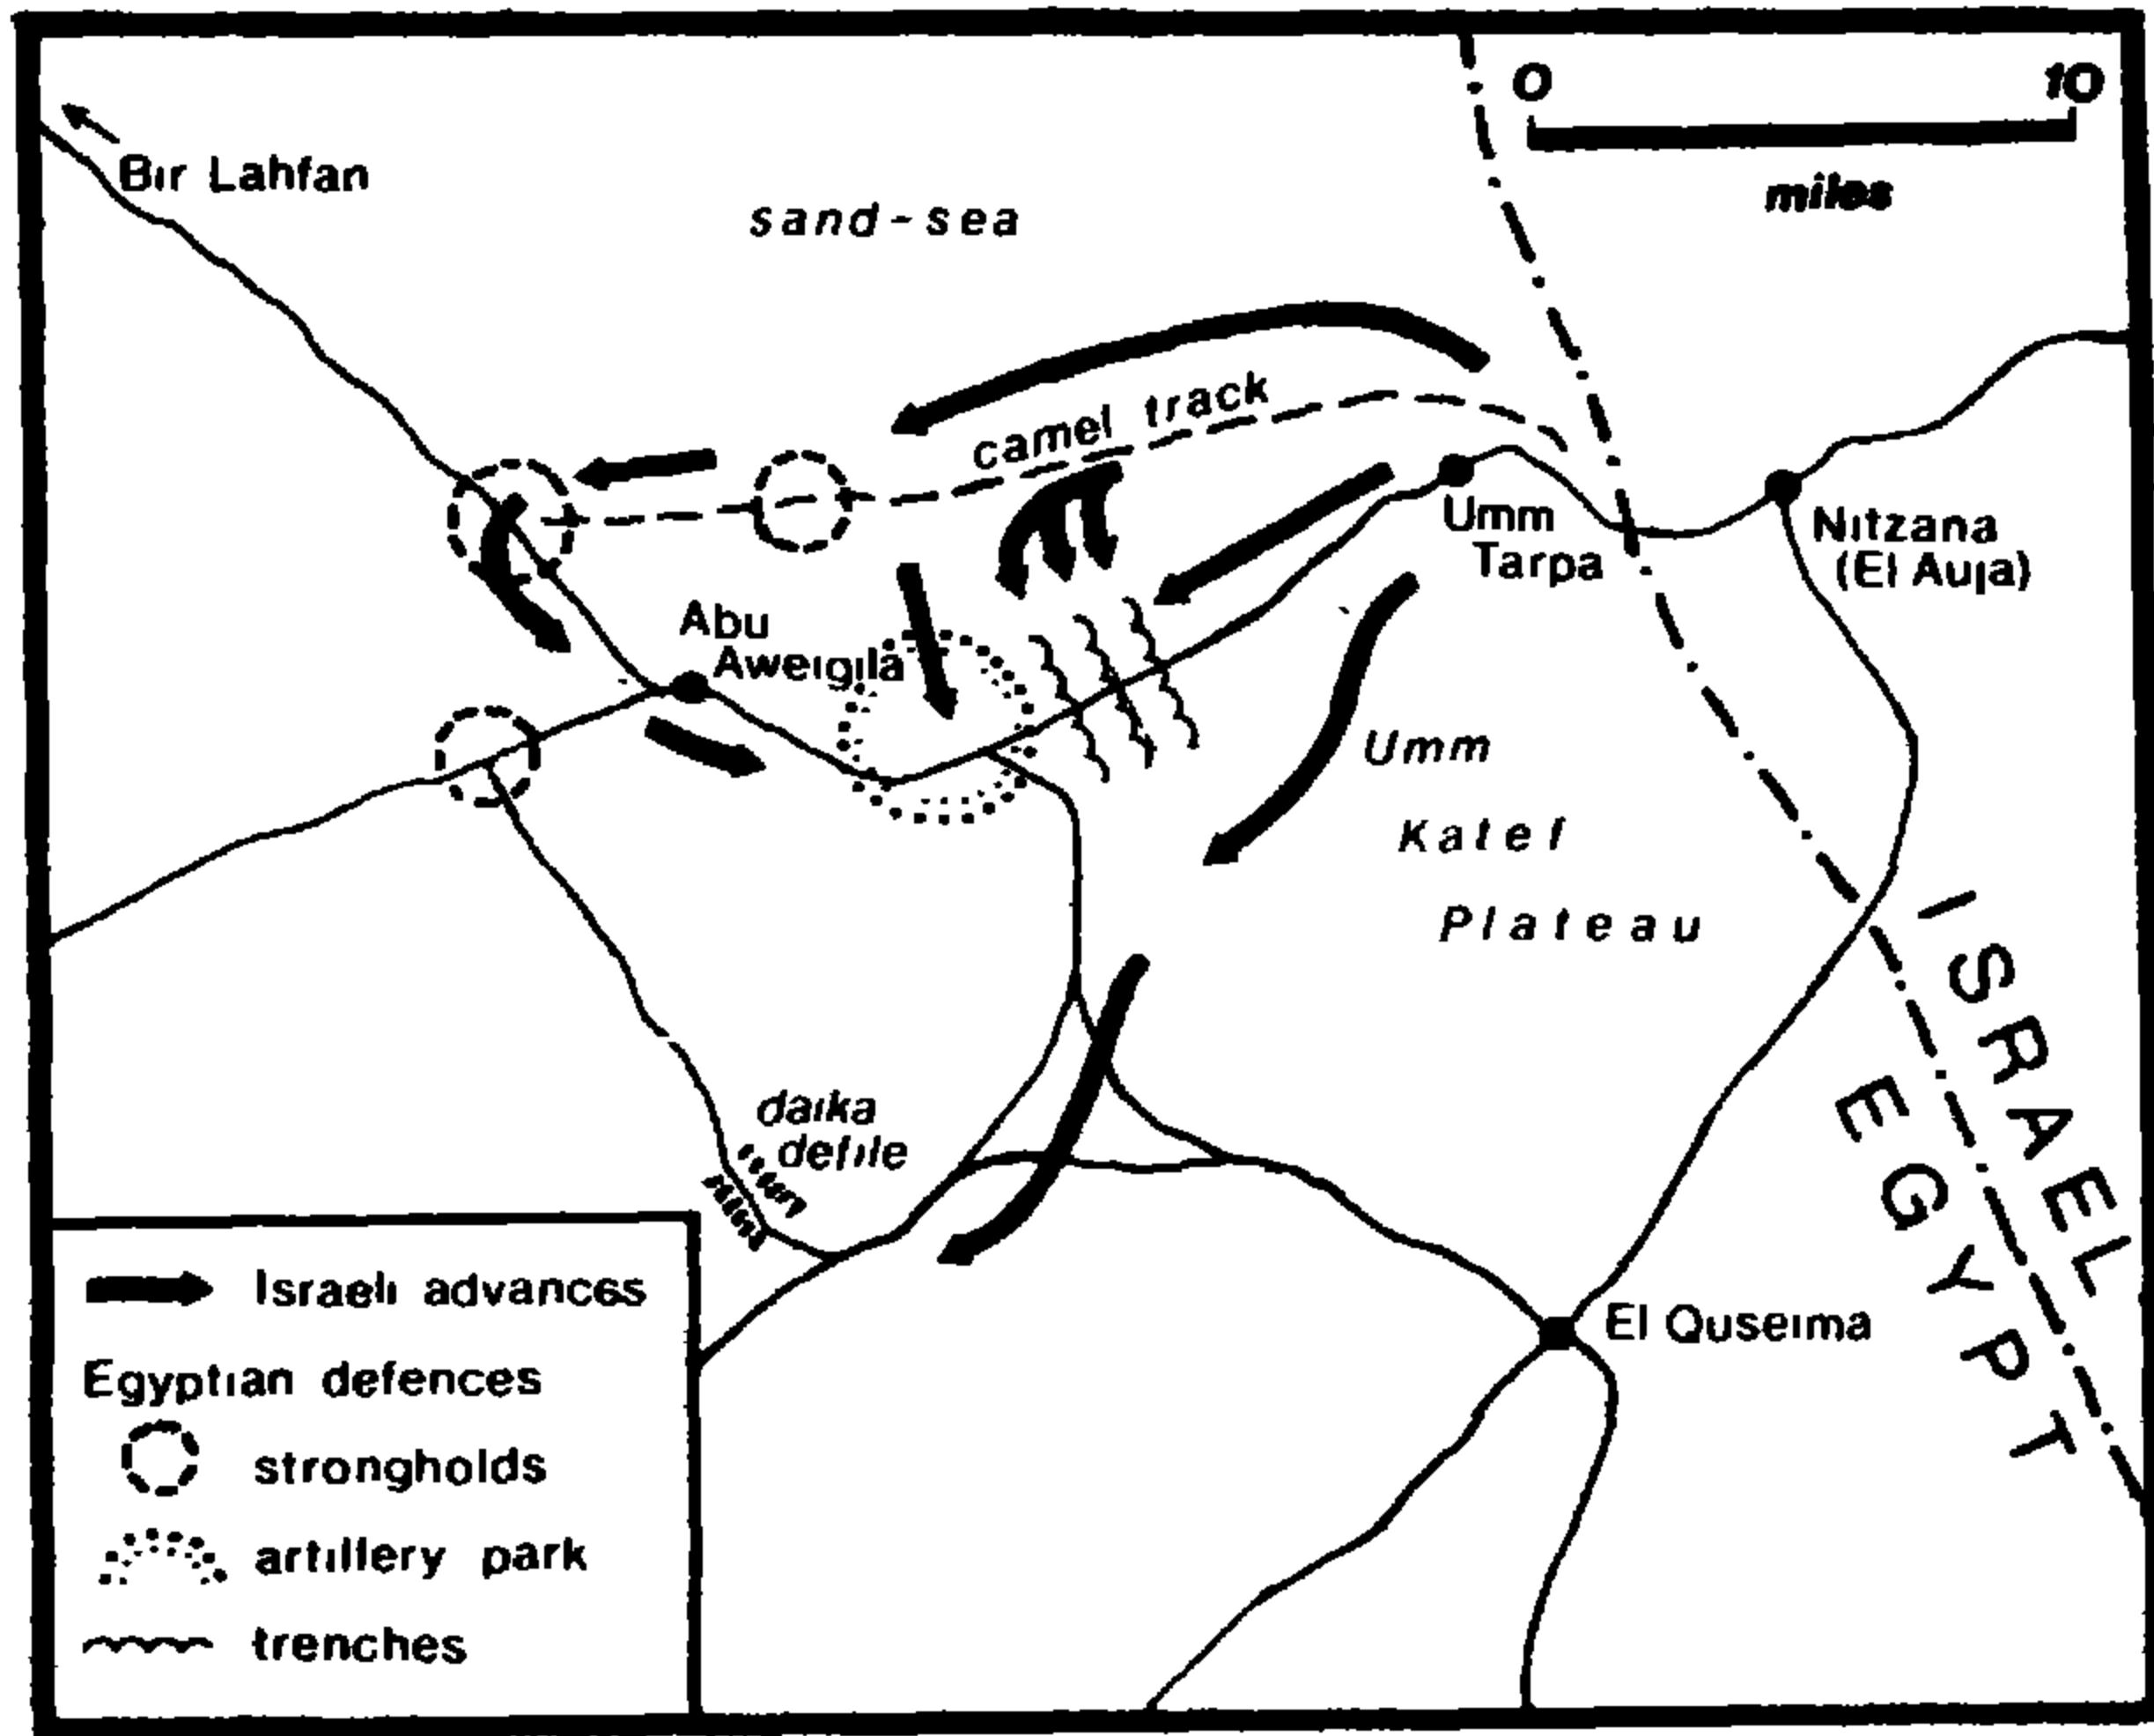 0 10
miles
Bir Lahfan
sand-sea
camel track
Umm
Tarpa
Nitzana
(El Auja)
Abu
Aweigila
Umm
Katef
Plateau
ISRAEL
EGYPT
daika
defile
El Quseima
Israeli advances
Egyptian defences
strongholds
artillery park
trenches